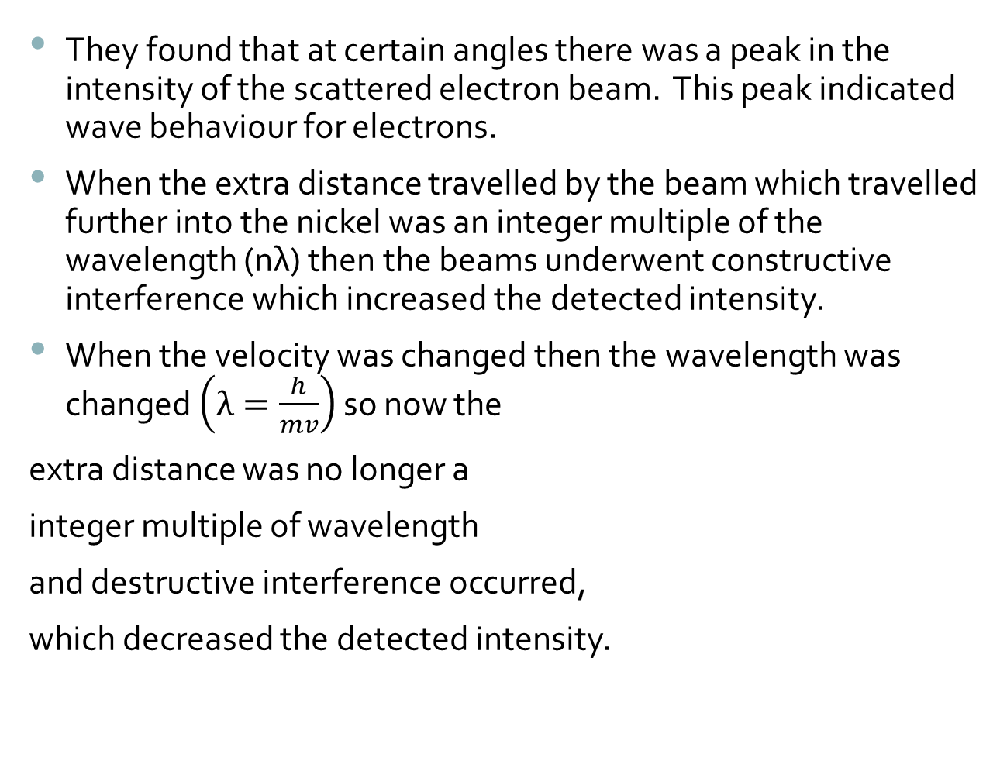 • They found that at certain angles there was a peak in the
intensity of the scattered electron beam.  This peak indicated
wave behaviour for electrons.
• When the extra distance travelled by the beam which travelled
further into the nickel was an integer multiple of the
wavelength (nλ) then the beams underwent constructive
interference which increased the detected intensity.
• When the velocity was changed then the wavelength was
changed (λ = h/mv) so now the
extra distance was no longer a
integer multiple of wavelength
and destructive interference occurred,
which decreased the detected intensity.